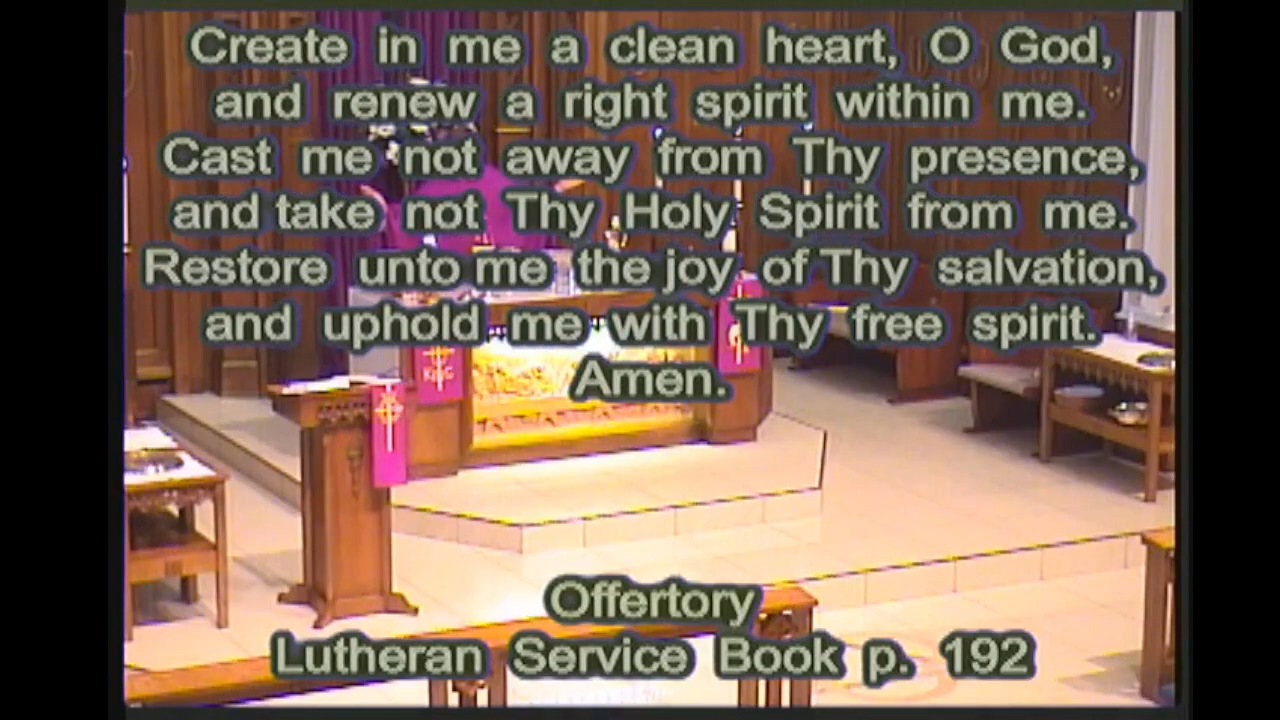 Create in me a clean heart, O God,
and renew a right spirit within me.
Cast me not away from Thy presence,
and take not Thy Holy Spirit from me.
Restore unto me the joy of Thy salvation,
and uphold me with Thy free spirit.
Amen.
KING
Offertory
Lutheran Service Book p. 192